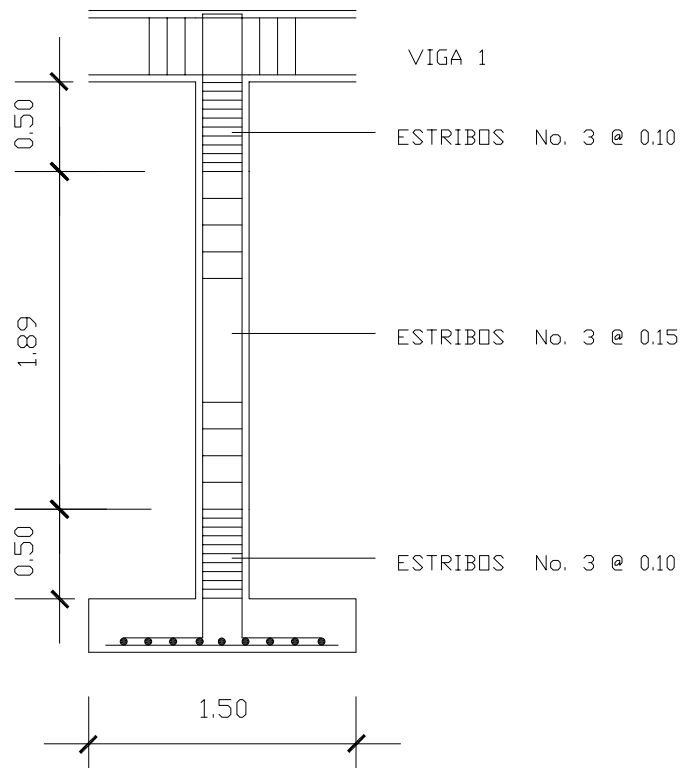 VIGA 1
0.50
ESTRIBOS No. 3 @ 0.10
1.89
ESTRIBOS No. 3 @ 0.15
0.50
ESTRIBOS No. 3 @ 0.10
1.50